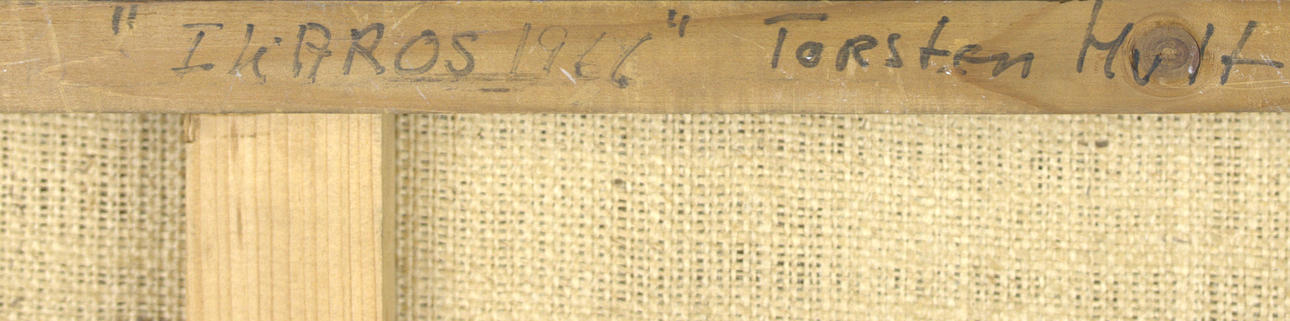 "IKAROS 1966" Torsten Hult